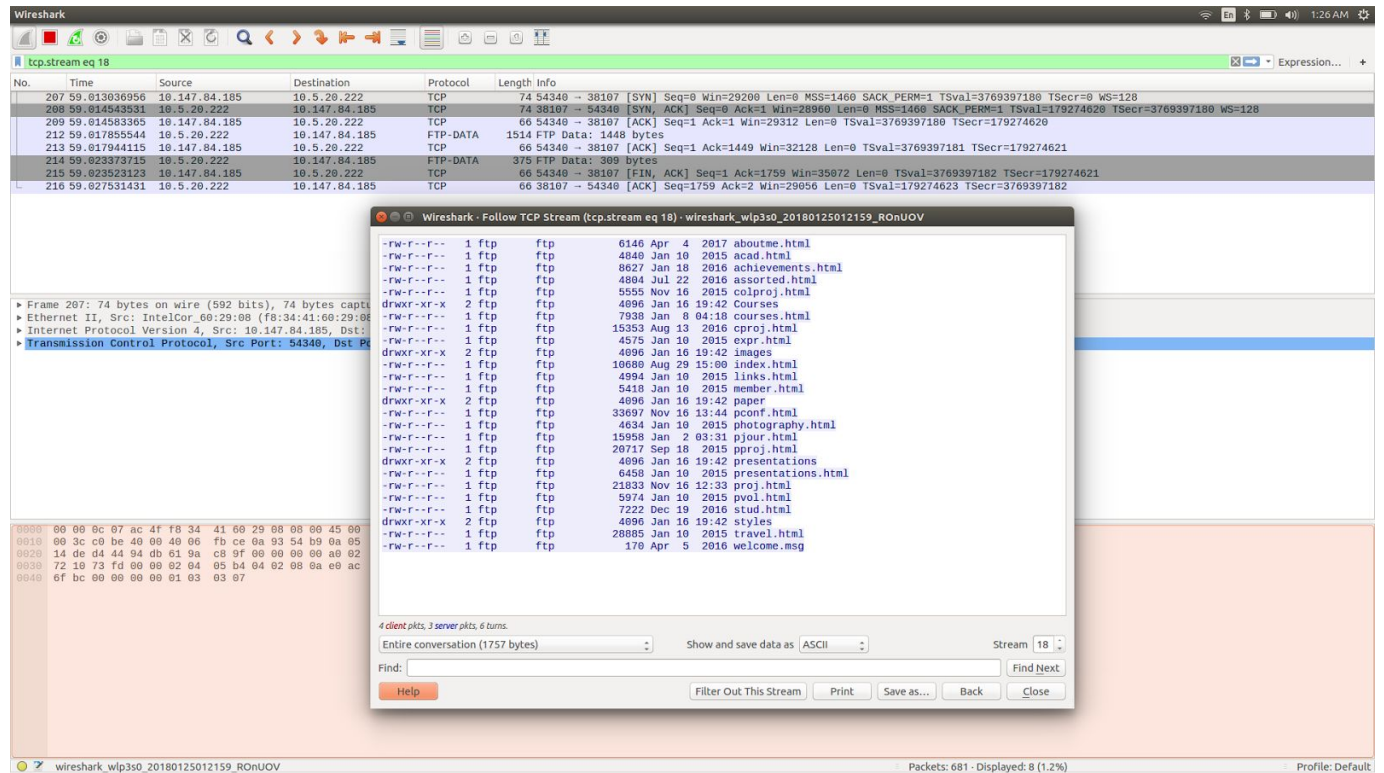 Wireshark
En
1:26 AM
tcp.stream eq 18
Expression... +
No. Time Source Destination Protocol Length Info
207 59.013036956 10.147.84.185 10.5.20.222 TCP 74 54340 → 38107 [SYN] Seq=0 Win=29200 Len=0 MSS=1460 SACK_PERM=1 TSval=3769397180 TSecr=0 WS=128
208 59.014543531 10.5.20.222 10.147.84.185 TCP 74 38107 → 54340 [SYN, ACK] Seq=0 Ack=1 Win=28960 Len=0 MSS=1460 SACK_PERM=1 TSval=179274620 TSecr=3769397180 WS=128
209 59.014583365 10.147.84.185 10.5.20.222 TCP 66 54340 → 38107 [ACK] Seq=1 Ack=1 Win=29312 Len=0 TSval=3769397180 TSecr=179274620
212 59.017855544 10.5.20.222 10.147.84.185 FTP-DATA 1514 FTP Data: 1448 bytes
213 59.017944115 10.147.84.185 10.5.20.222 TCP 66 54340 → 38107 [ACK] Seq=1 Ack=1449 Win=32128 Len=0 TSval=3769397181 TSecr=179274621
214 59.023373715 10.5.20.222 10.147.84.185 FTP-DATA 375 FTP Data: 309 bytes
215 59.023523123 10.147.84.185 10.5.20.222 TCP 66 54340 → 38107 [FIN, ACK] Seq=1 Ack=1759 Win=35072 Len=0 TSval=3769397182 TSecr=179274621
216 59.027531431 10.5.20.222 10.147.84.185 TCP 66 38107 → 54340 [ACK] Seq=1759 Ack=2 Win=29056 Len=0 TSval=179274623 TSecr=3769397182
Wireshark · Follow TCP Stream (tcp.stream eq 18) · wireshark_wlp3s0_20180125012159_ROnUOV
-rw-r--r-- 1 ftp ftp 6146 Apr 4 2017 aboutme.html
-rw-r--r-- 1 ftp ftp 4840 Jan 10 2015 acad.html
-rw-r--r-- 1 ftp ftp 8627 Jan 18 2016 achievements.html
-rw-r--r-- 1 ftp ftp 4804 Jul 22 2016 assorted.html
-rw-r--r-- 1 ftp ftp 5555 Nov 16 2015 colproj.html
drwxr-xr-x 2 ftp ftp 4096 Jan 16 19:42 Courses
-rw-r--r-- 1 ftp ftp 7938 Jan 8 04:18 courses.html
-rw-r--r-- 1 ftp ftp 15353 Aug 13 2016 cproj.html
-rw-r--r-- 1 ftp ftp 4575 Jan 10 2015 expr.html
drwxr-xr-x 2 ftp ftp 4096 Jan 16 19:42 images
-rw-r--r-- 1 ftp ftp 10680 Aug 29 15:00 index.html
-rw-r--r-- 1 ftp ftp 4994 Jan 10 2015 links.html
-rw-r--r-- 1 ftp ftp 5418 Jan 10 2015 member.html
drwxr-xr-x 2 ftp ftp 4096 Jan 16 19:42 paper
-rw-r--r-- 1 ftp ftp 33697 Nov 16 13:44 pconf.html
-rw-r--r-- 1 ftp ftp 4634 Jan 10 2015 photography.html
-rw-r--r-- 1 ftp ftp 15958 Jan 2 03:31 pjour.html
-rw-r--r-- 1 ftp ftp 20717 Sep 18 2015 pproj.html
drwxr-xr-x 2 ftp ftp 4096 Jan 16 19:42 presentations
-rw-r--r-- 1 ftp ftp 6458 Jan 10 2015 presentations.html
-rw-r--r-- 1 ftp ftp 21833 Nov 16 12:33 proj.html
-rw-r--r-- 1 ftp ftp 5974 Jan 10 2015 pvol.html
-rw-r--r-- 1 ftp ftp 7222 Dec 19 2016 stud.html
drwxr-xr-x 2 ftp ftp 4096 Jan 16 19:42 styles
-rw-r--r-- 1 ftp ftp 28885 Jan 10 2015 travel.html
-rw-r--r-- 1 ftp ftp 170 Apr 5 2016 welcome.msg
4 client pkts, 3 server pkts, 6 turns.
Entire conversation (1757 bytes) Show and save data as ASCII Stream 18
Find: Find Next
Help Filter Out This Stream Print Save as... Back Close
Frame 207: 74 bytes on wire (592 bits), 74 bytes captu
Ethernet II, Src: IntelCor_60:29:08 (f8:34:41:60:29:08
Internet Protocol Version 4, Src: 10.147.84.185, Dst:
Transmission Control Protocol, Src Port: 54340, Dst Po
0000 00 00 0c 07 ac 4f f8 34 41 60 29 08 08 00 45 00
0010 00 3c c0 be 40 00 40 06 fb ce 0a 93 54 b9 0a 05
0020 14 de d4 44 94 db 61 9a c8 9f 00 00 00 00 a0 02
0030 72 10 73 fd 00 00 02 04 05 b4 04 02 08 0a e0 ac
0040 6f bc 00 00 00 00 01 03 03 07
wireshark_wlp3s0_20180125012159_ROnUOV Packets: 681 · Displayed: 8 (1.2%) Profile: Default